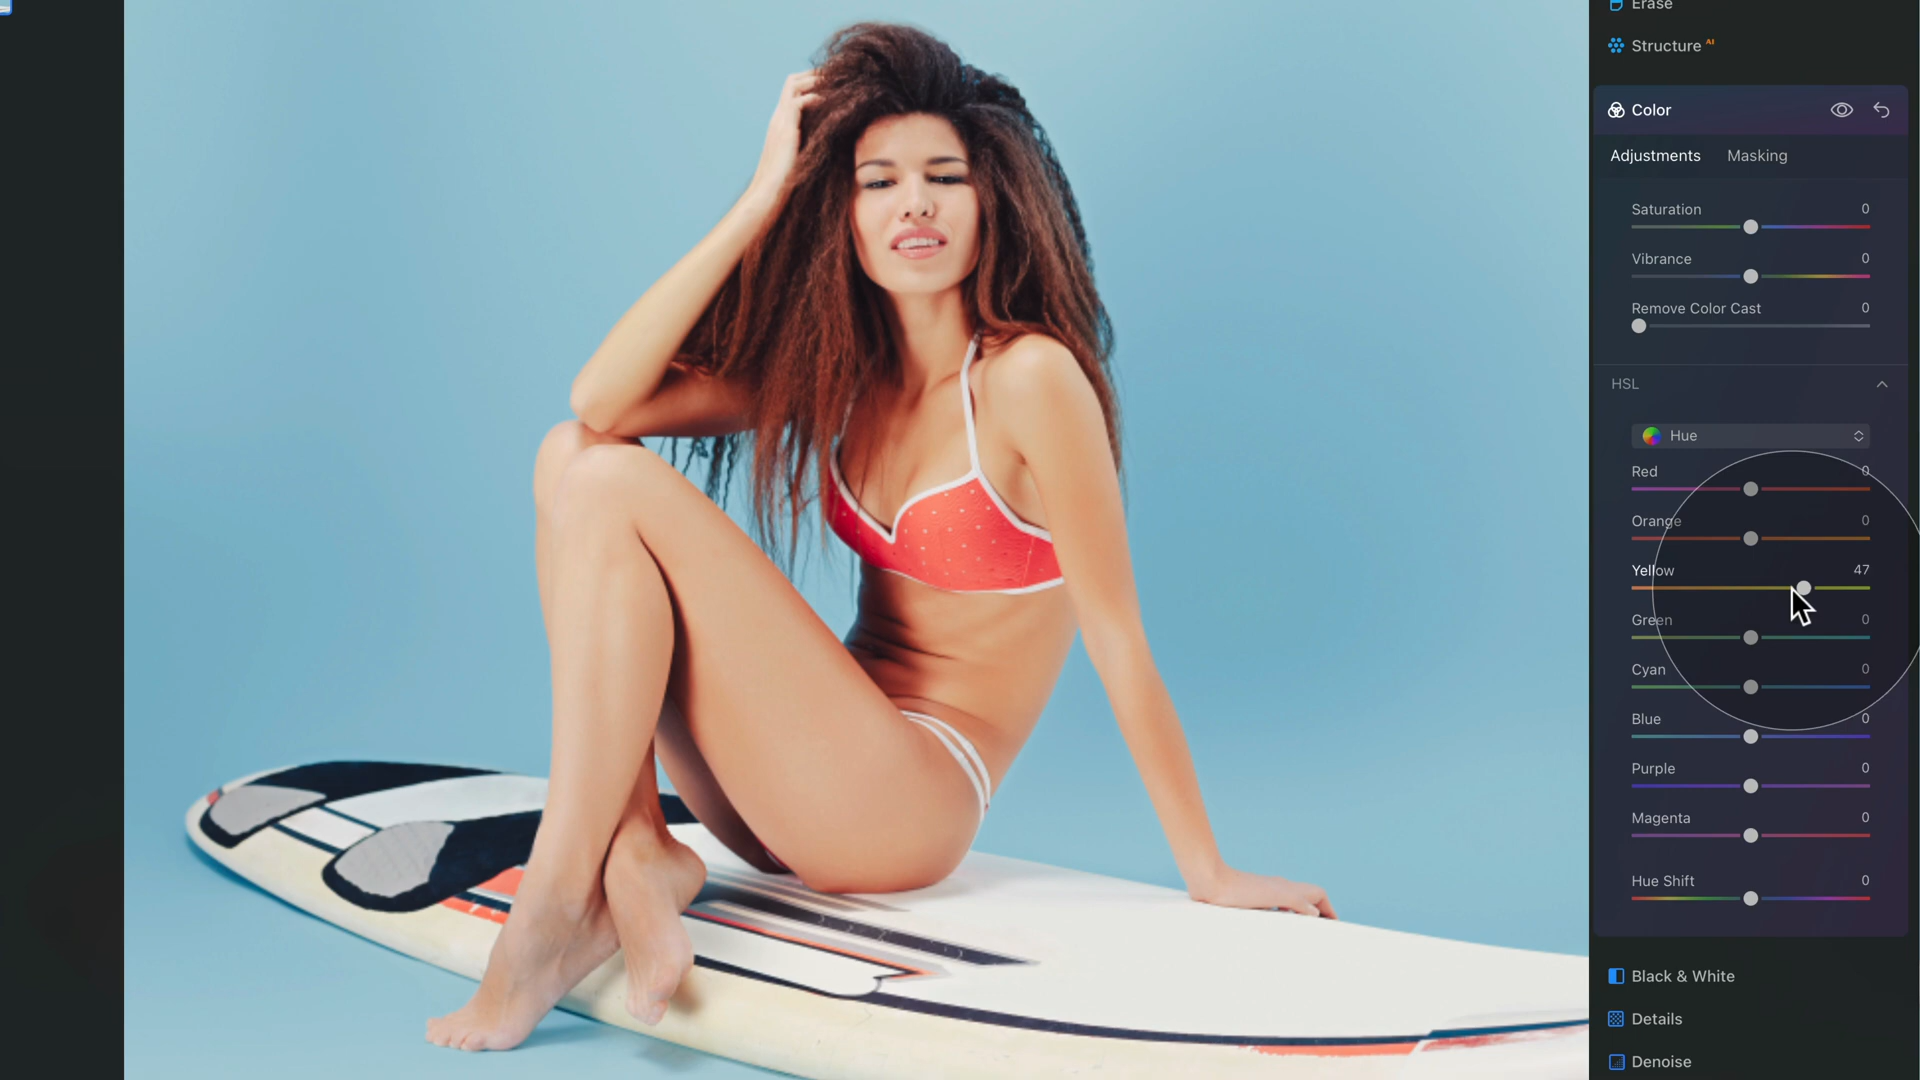 Erase
Structure AI
Color
Adjustments Masking
Saturation 0
Vibrance 0
Remove Color Cast 0
HSL
Hue
Red 0
Orange 0
Yellow 47
Green 0
Cyan 0
Blue 0
Purple 0
Magenta 0
Hue Shift 0
Black & White
Details
Denoise